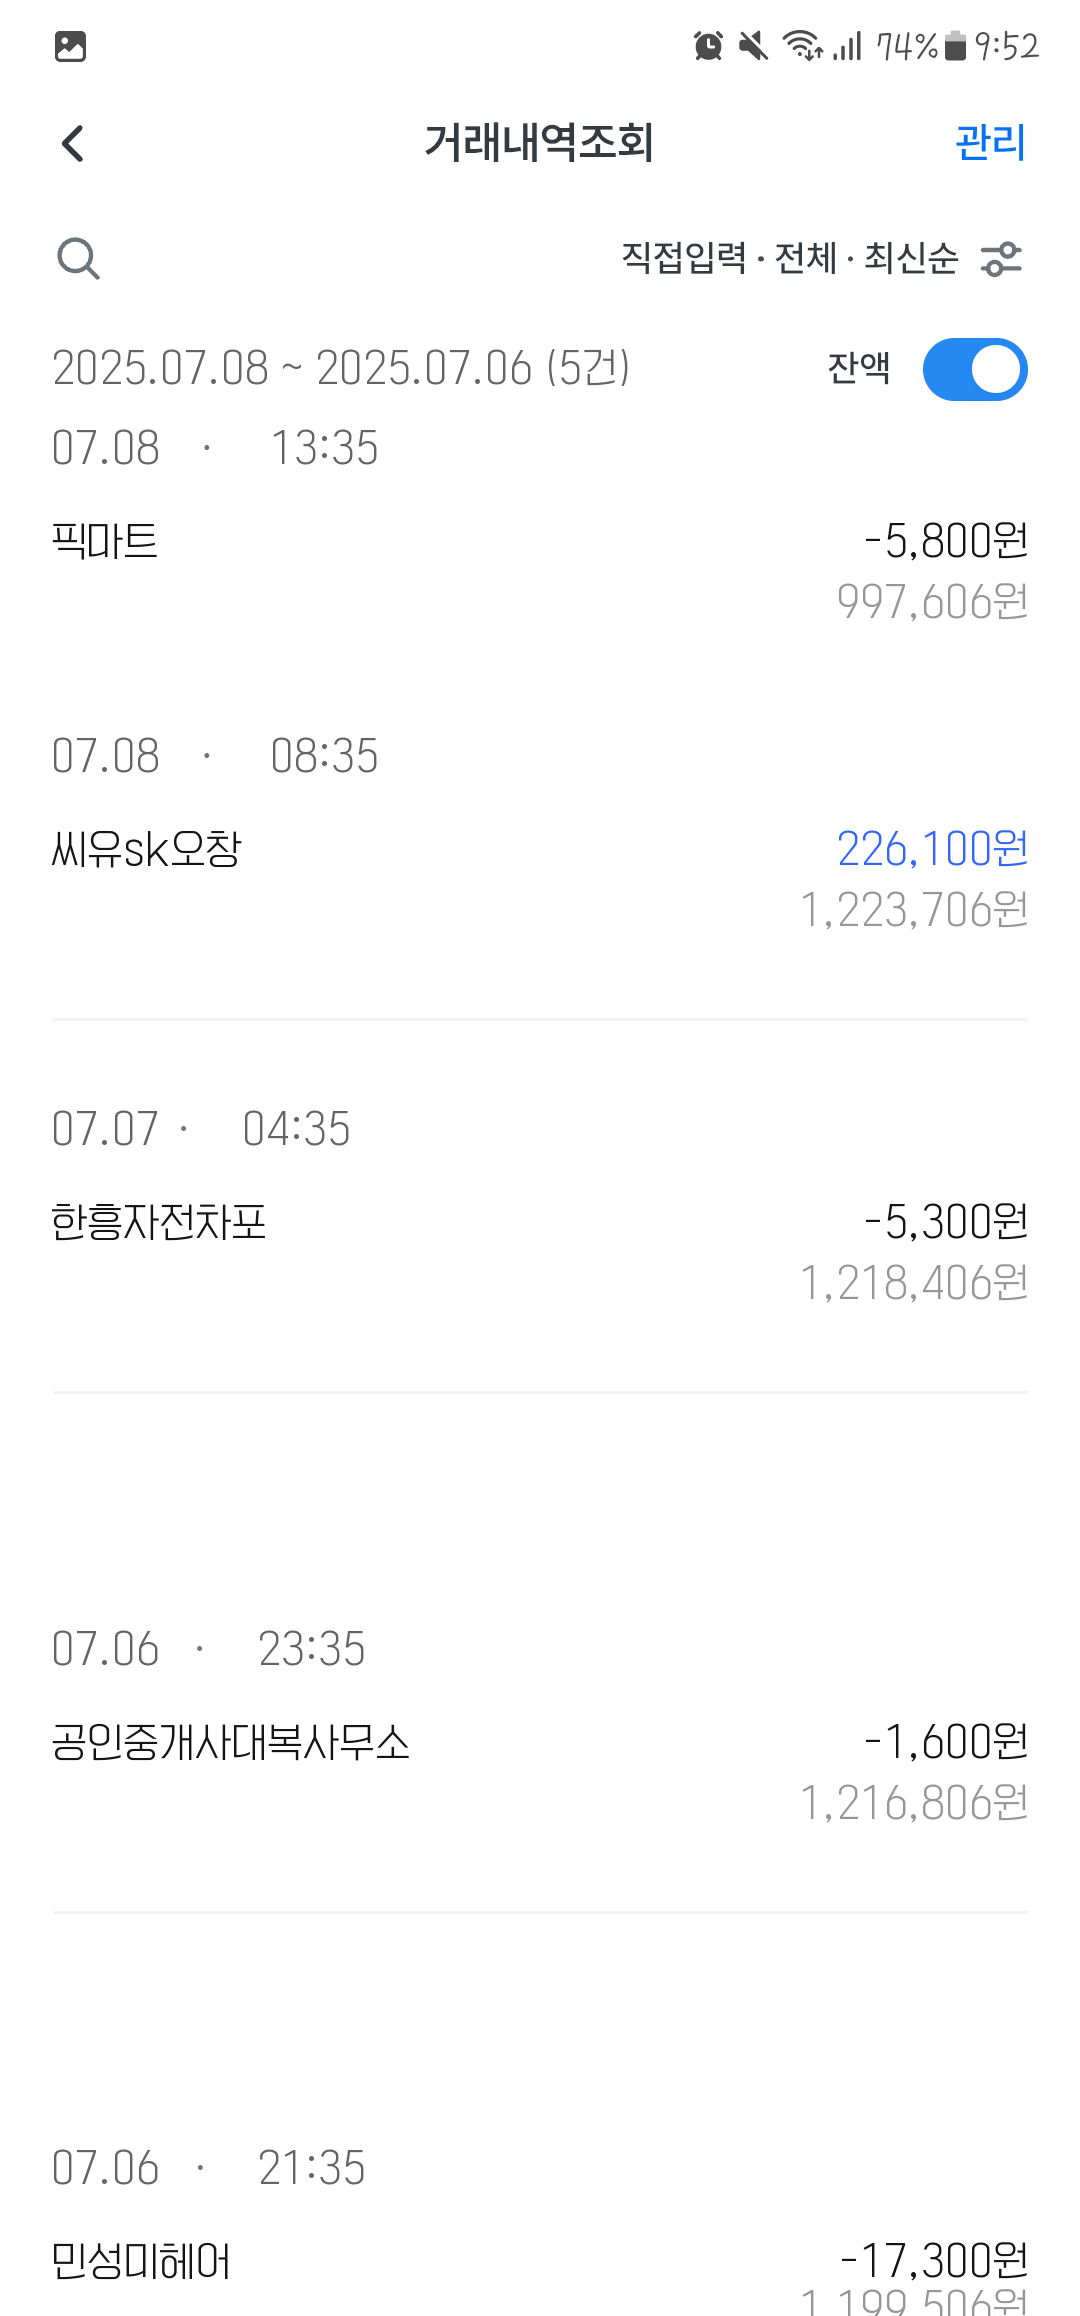 74% 9:52
거래내역조회 관리
직접입력 · 전체 · 최신순
2025.07.08 ~ 2025.07.06 (5건) 잔액
07.08 · 13:35
픽마트 -5,800원
997,606원
07.08 · 08:35
씨유sk오창 226,100원
1,223,706원
07.07 · 04:35
한흥자전차포 -5,300원
1,218,406원
07.06 · 23:35
공인중개사대복사무소 -1,600원
1,216,806원
07.06 · 21:35
민성미헤어 -17,300원
1,199,506원